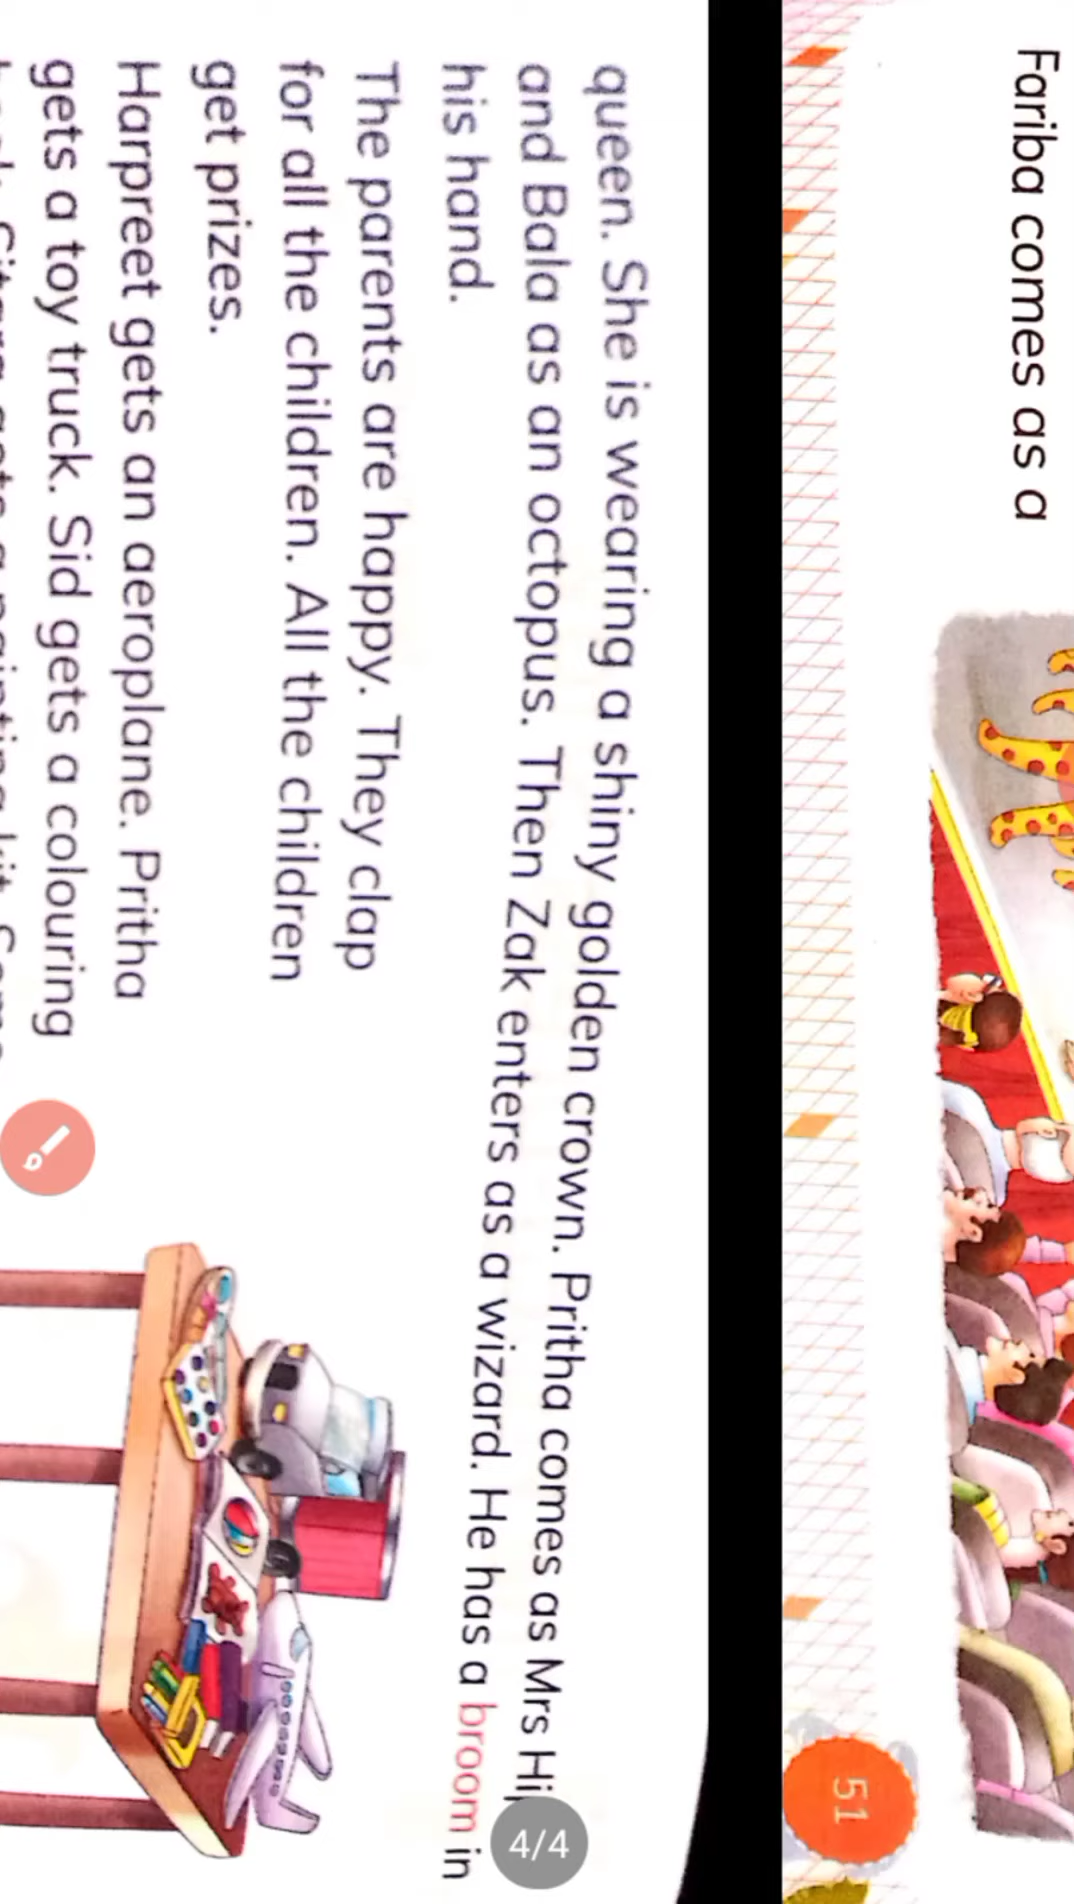 Fariba comes as a
51
queen. She is wearing a shiny golden crown. Pritha comes as Mrs
and Bala as an octopus. Then Zak enters as a wizard. He has a broom in
his hand.
The parents are happy. They clap
for all the children. All the children
get prizes.
Harpreet gets an aeroplane. Pritha
gets a toy truck. Sid gets a colouring
4/4